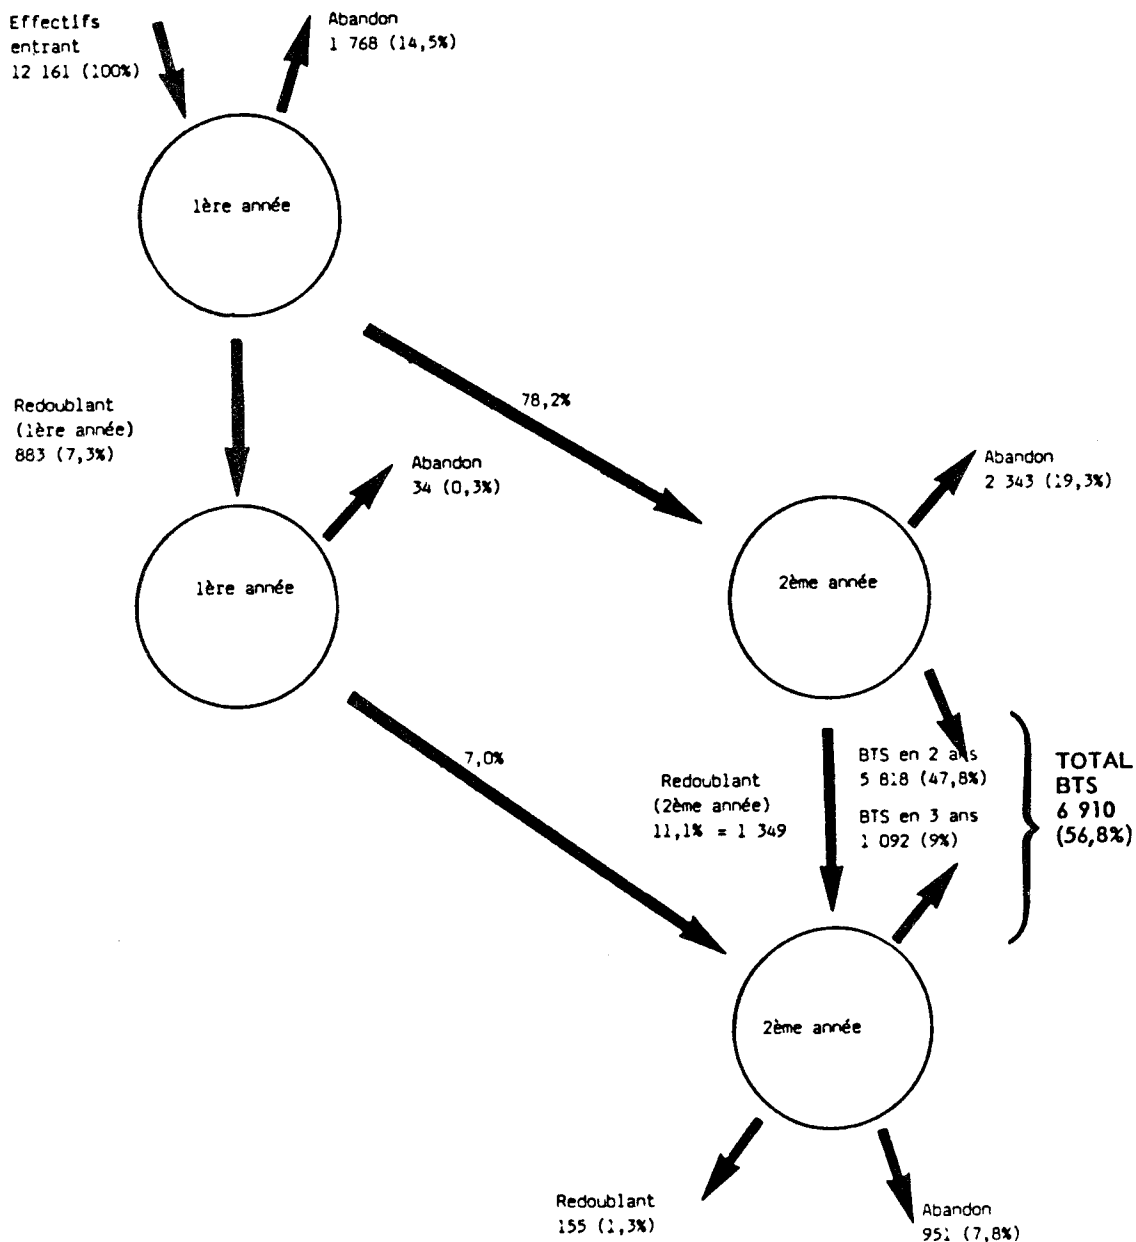 Effectifs
entrant
12 161 (100%)
Abandon
1 768 (14,5%)
1ère année
Redoublant
(1ère année)
883 (7,3%)
78,2%
Abandon
34 (0,3%)
Abandon
2 343 (19,3%)
1ère année
2ème année
7,0%
Redoublant
(2ème année)
11,1% = 1 349
BTS en 2 ans
5 818 (47,8%)
BTS en 3 ans
1 092 (9%)
TOTAL
BTS
6 910
(56,8%)
2ème année
Redoublant
155 (1,3%)
Abandon
951 (7,8%)